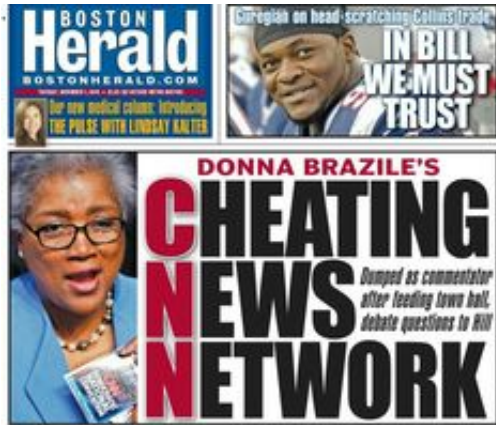 BOSTON
Herald
BOSTONHERALD.COM
Our new medical column: introducing
THE PULSE WITH LINDSAY KALTER
Guregian on head-scratching Collins trade
IN BILL
WE MUST
TRUST
DONNA BRAZILE'S
CHEATING
NEWS
NETWORK
Dumped as commentator
after feeding town hall,
debate questions to Hill